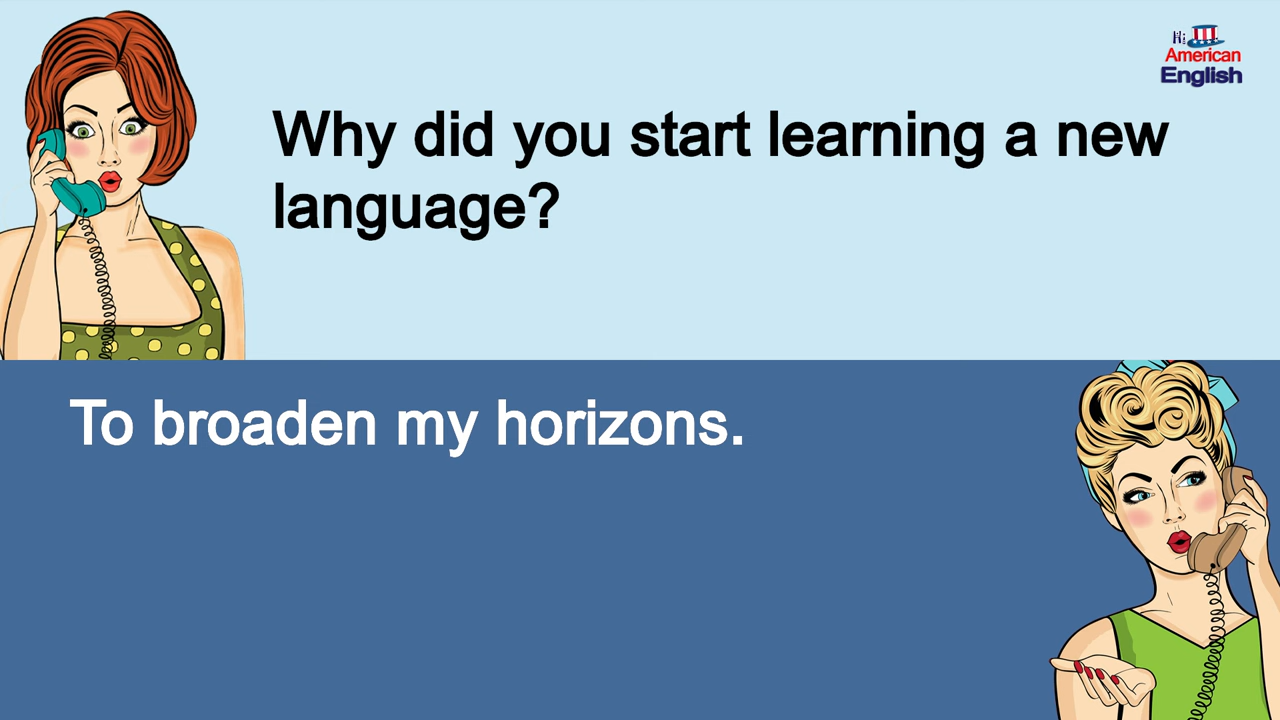 Hi
American
English
Why did you start learning a new
language?
To broaden my horizons.